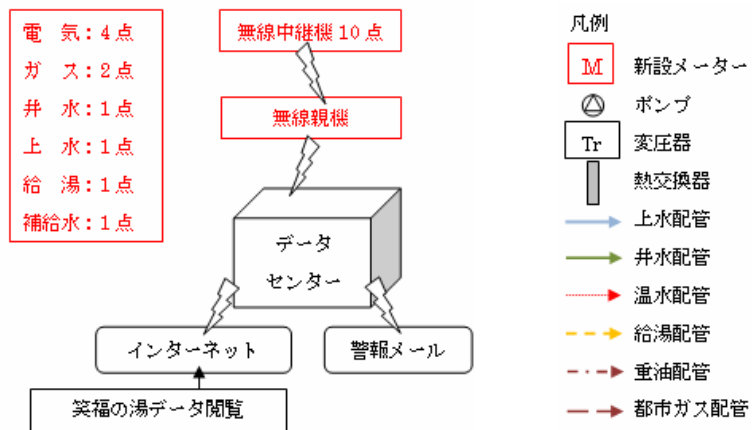 電　気：4点
ガ　ス：2点
井　水：1点
上　水：1点
給　湯：1点
補給水：1点
無線中継機10点
無線親機
データ
センター
インターネット
警報メール
笑福の湯データ閲覧
凡例
M 新設メーター
ポンプ
Tr 変圧器
熱交換器
上水配管
井水配管
温水配管
給湯配管
重油配管
都市ガス配管